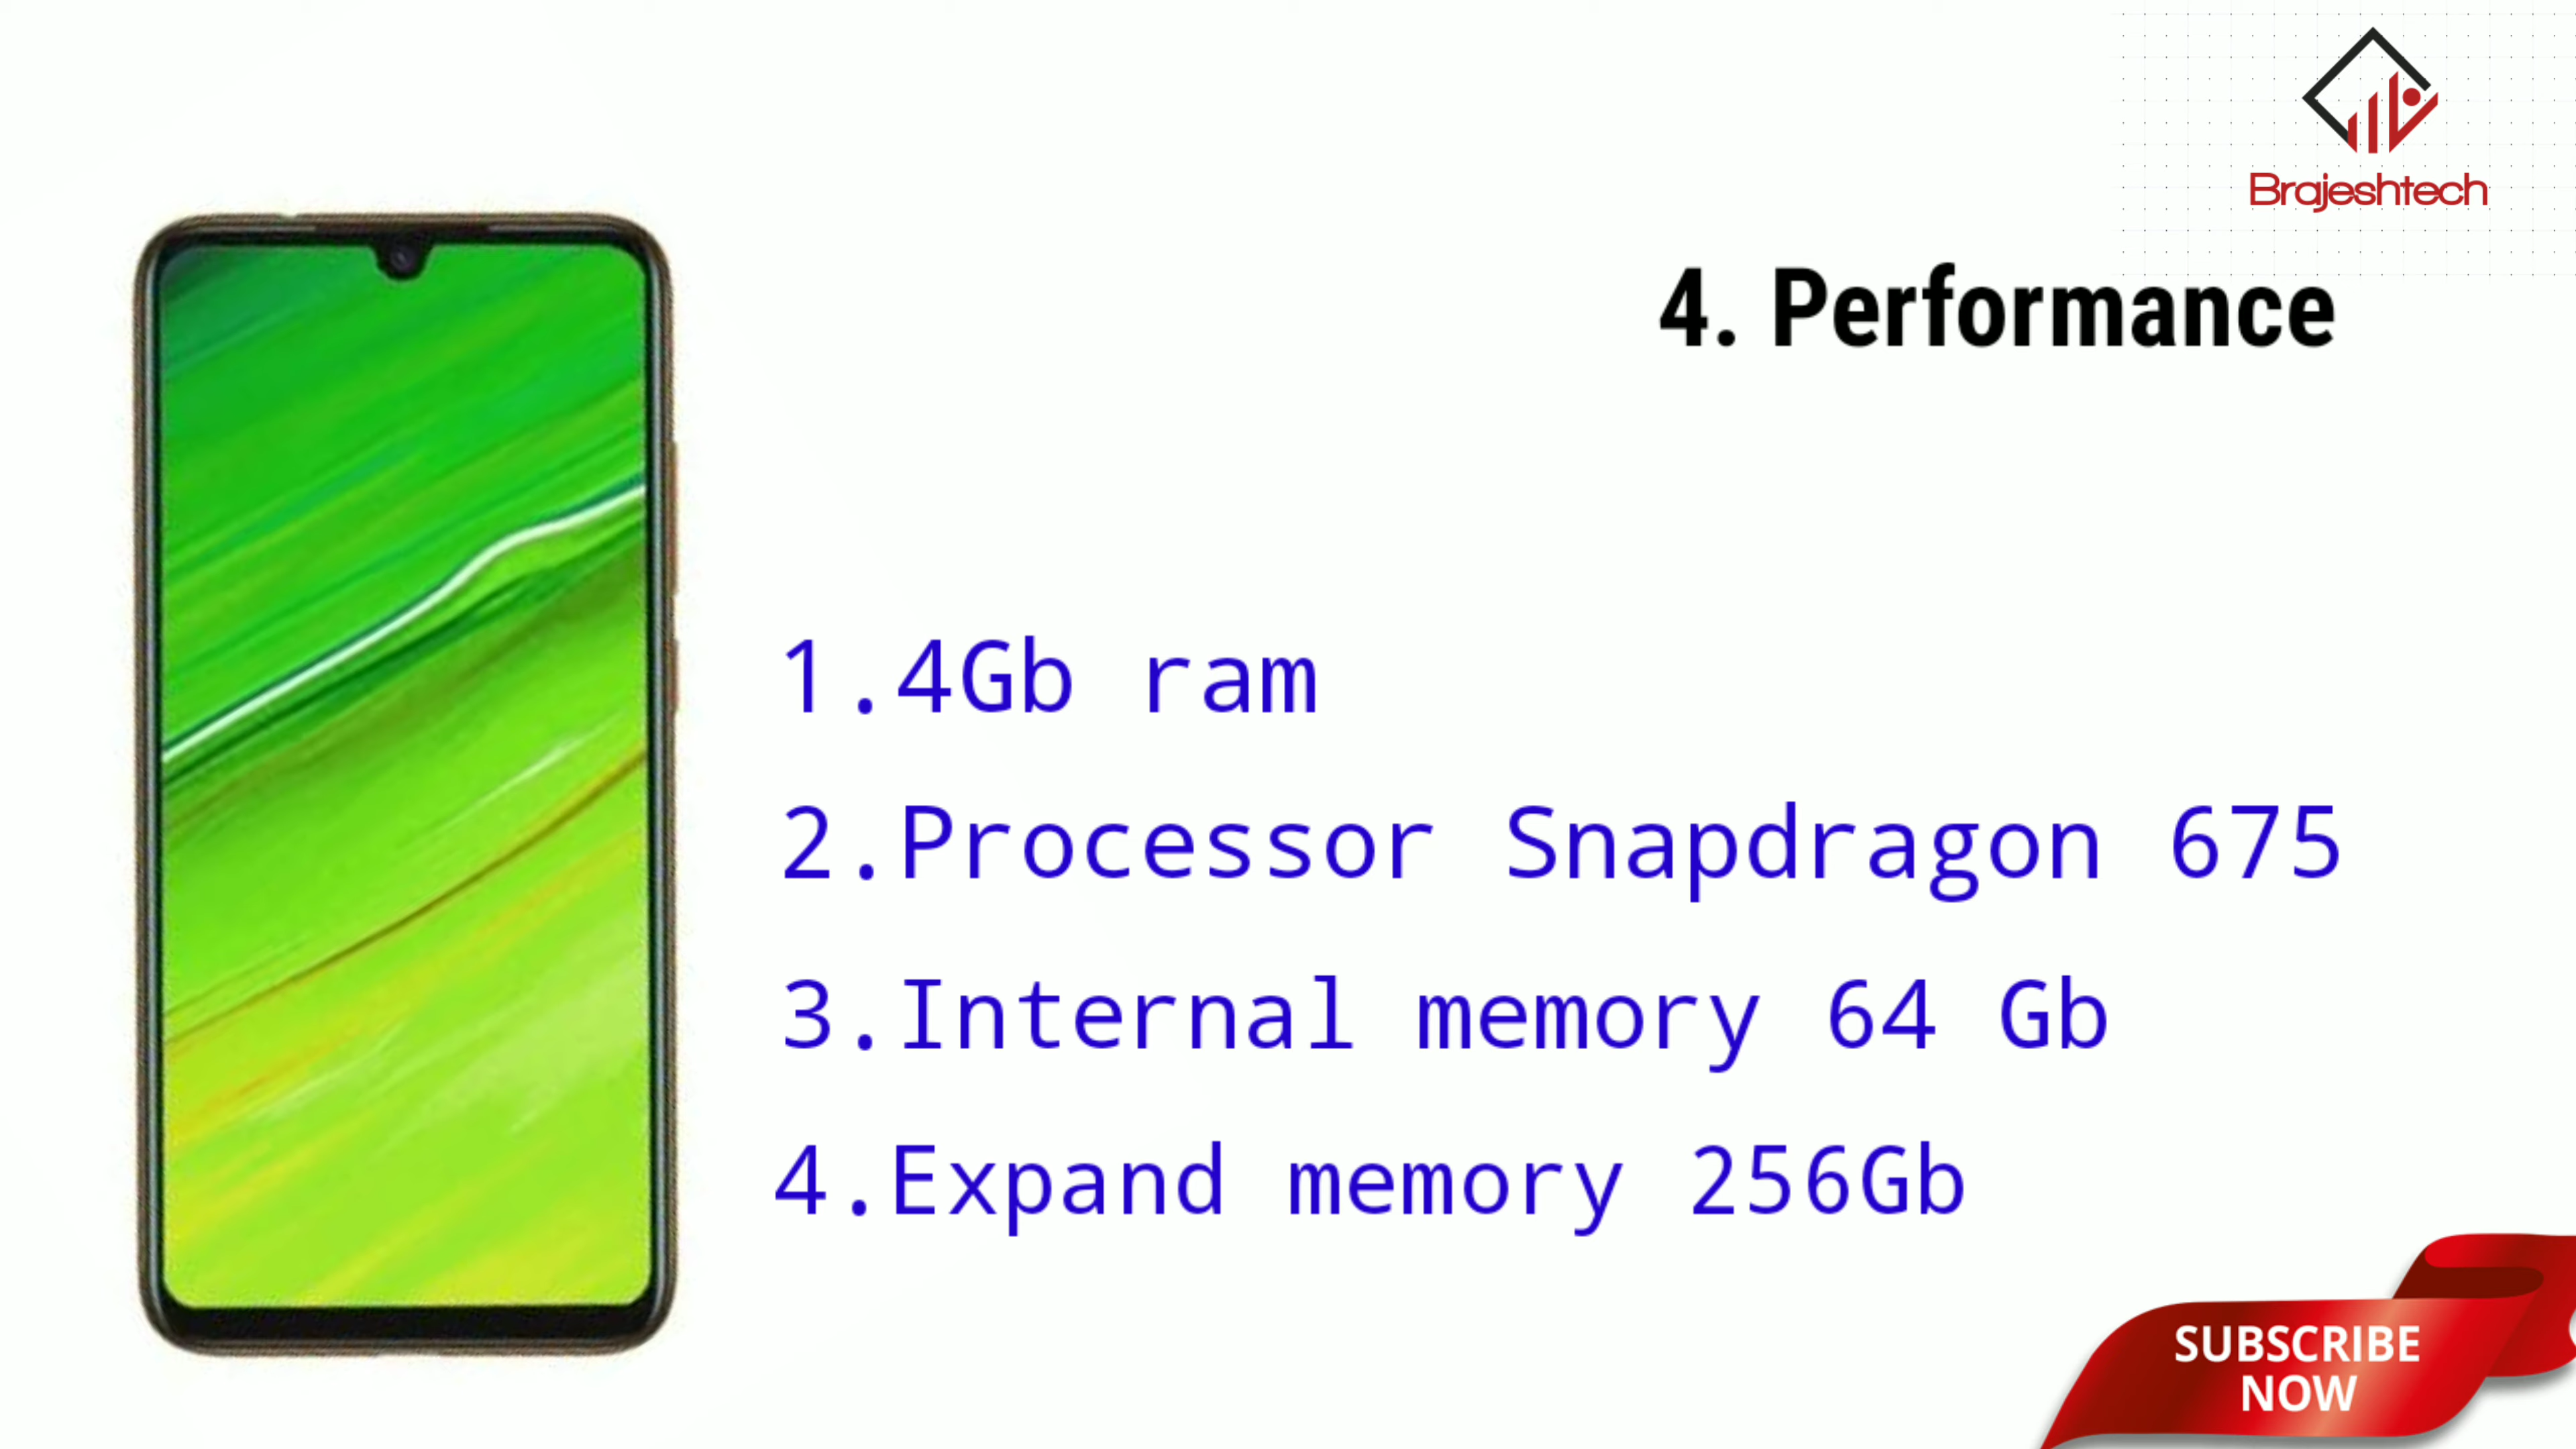 Brajeshtech
4. Performance
1.4Gb ram
2.Processor Snapdragon 675
3.Internal memory 64 Gb
4.Expand memory 256Gb
SUBSCRIBE
NOW